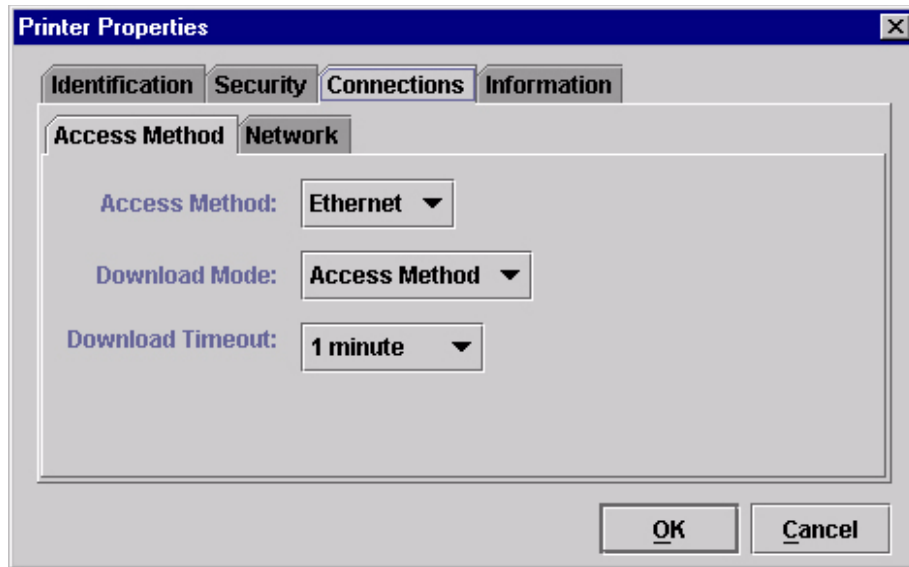 Printer Properties
Identification Security Connections Information
Access Method Network
Access Method: Ethernet
Download Mode: Access Method
Download Timeout: 1 minute
OK Cancel